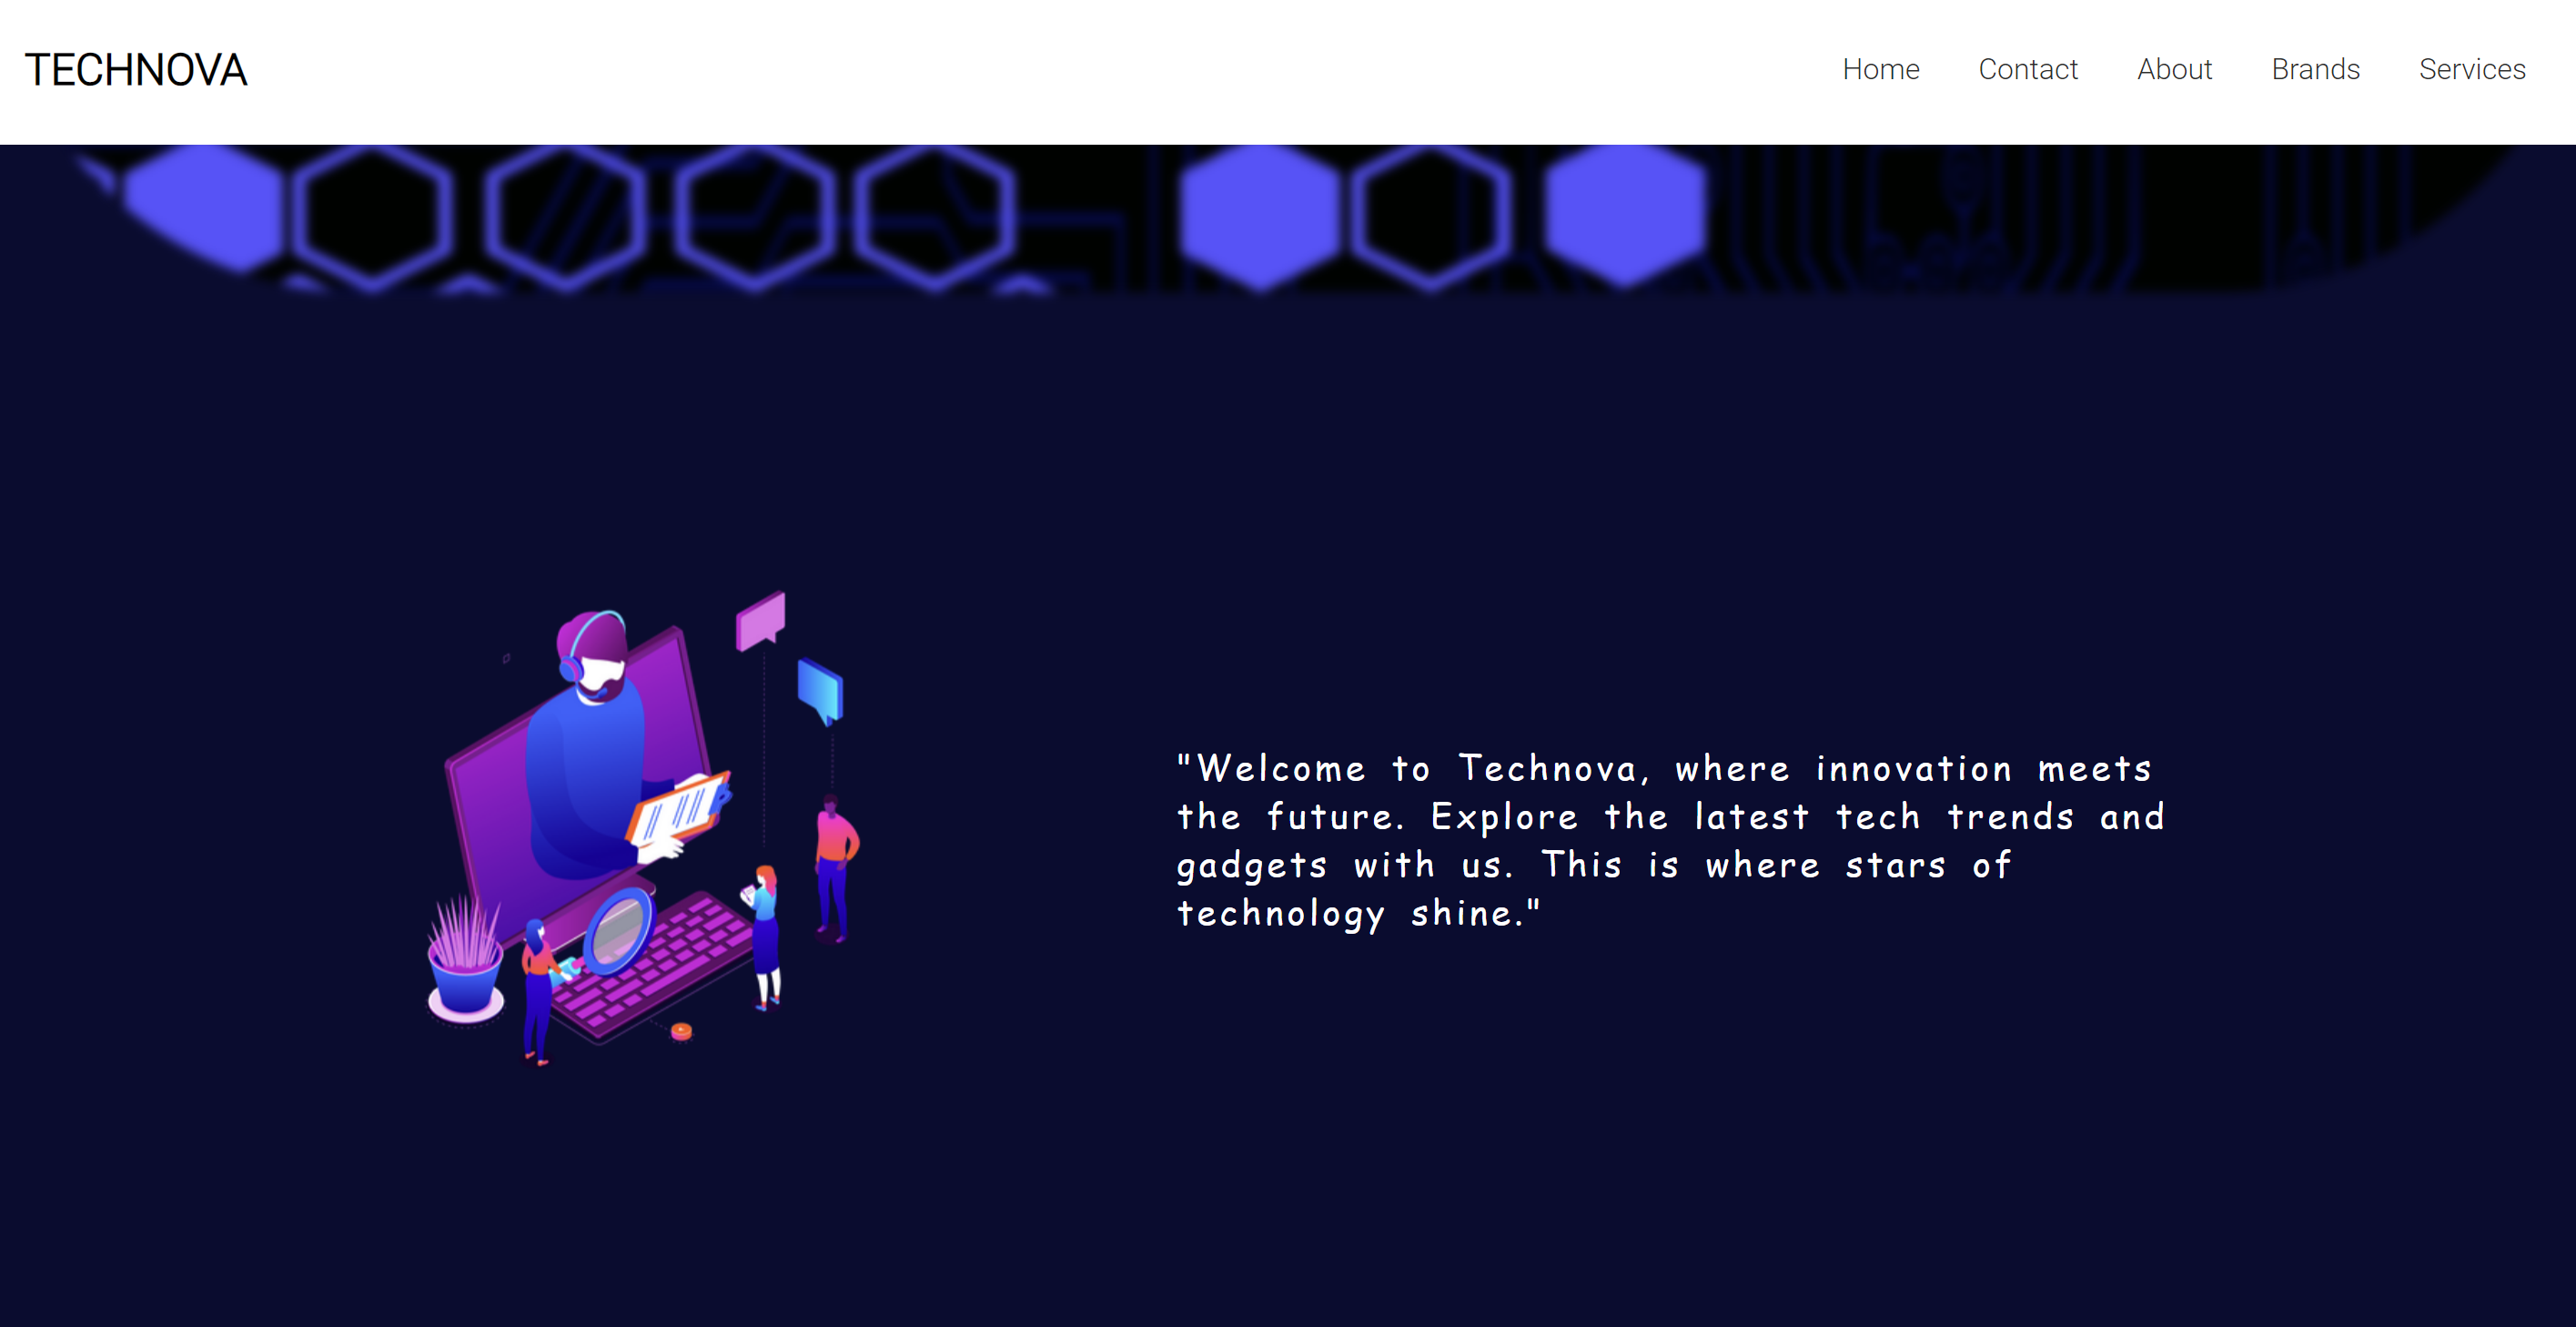 TECHNOVA
Home Contact About Brands Services
"Welcome to Technova, where innovation meets
the future. Explore the latest tech trends and
gadgets with us. This is where stars of
technology shine."